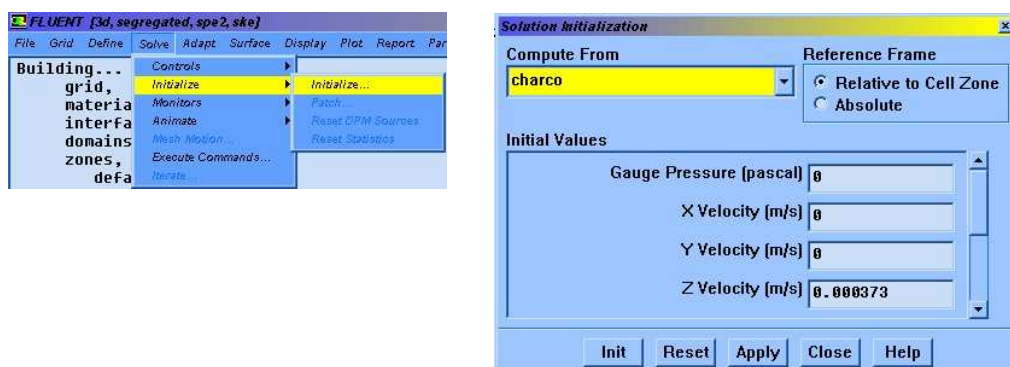 FLUENT [3d, segregated, spe2, ske]
File Grid Define Solve Adapt Surface Display Plot Report Par
Building...
grid,
materia
interfa
domains
zones,
defa
Controls
Initialize
Monitors
Animate
Mesh Motion...
Execute Commands...
Iterate...
Initialize...
Patch...
Reset DPM Sources
Reset Statistics
Solution Initialization
Compute From
charco
Reference Frame
Relative to Cell Zone
Absolute
Initial Values
Gauge Pressure (pascal) 0
X Velocity (m/s) 0
Y Velocity (m/s) 0
Z Velocity (m/s) 0.000373
Init Reset Apply Close Help